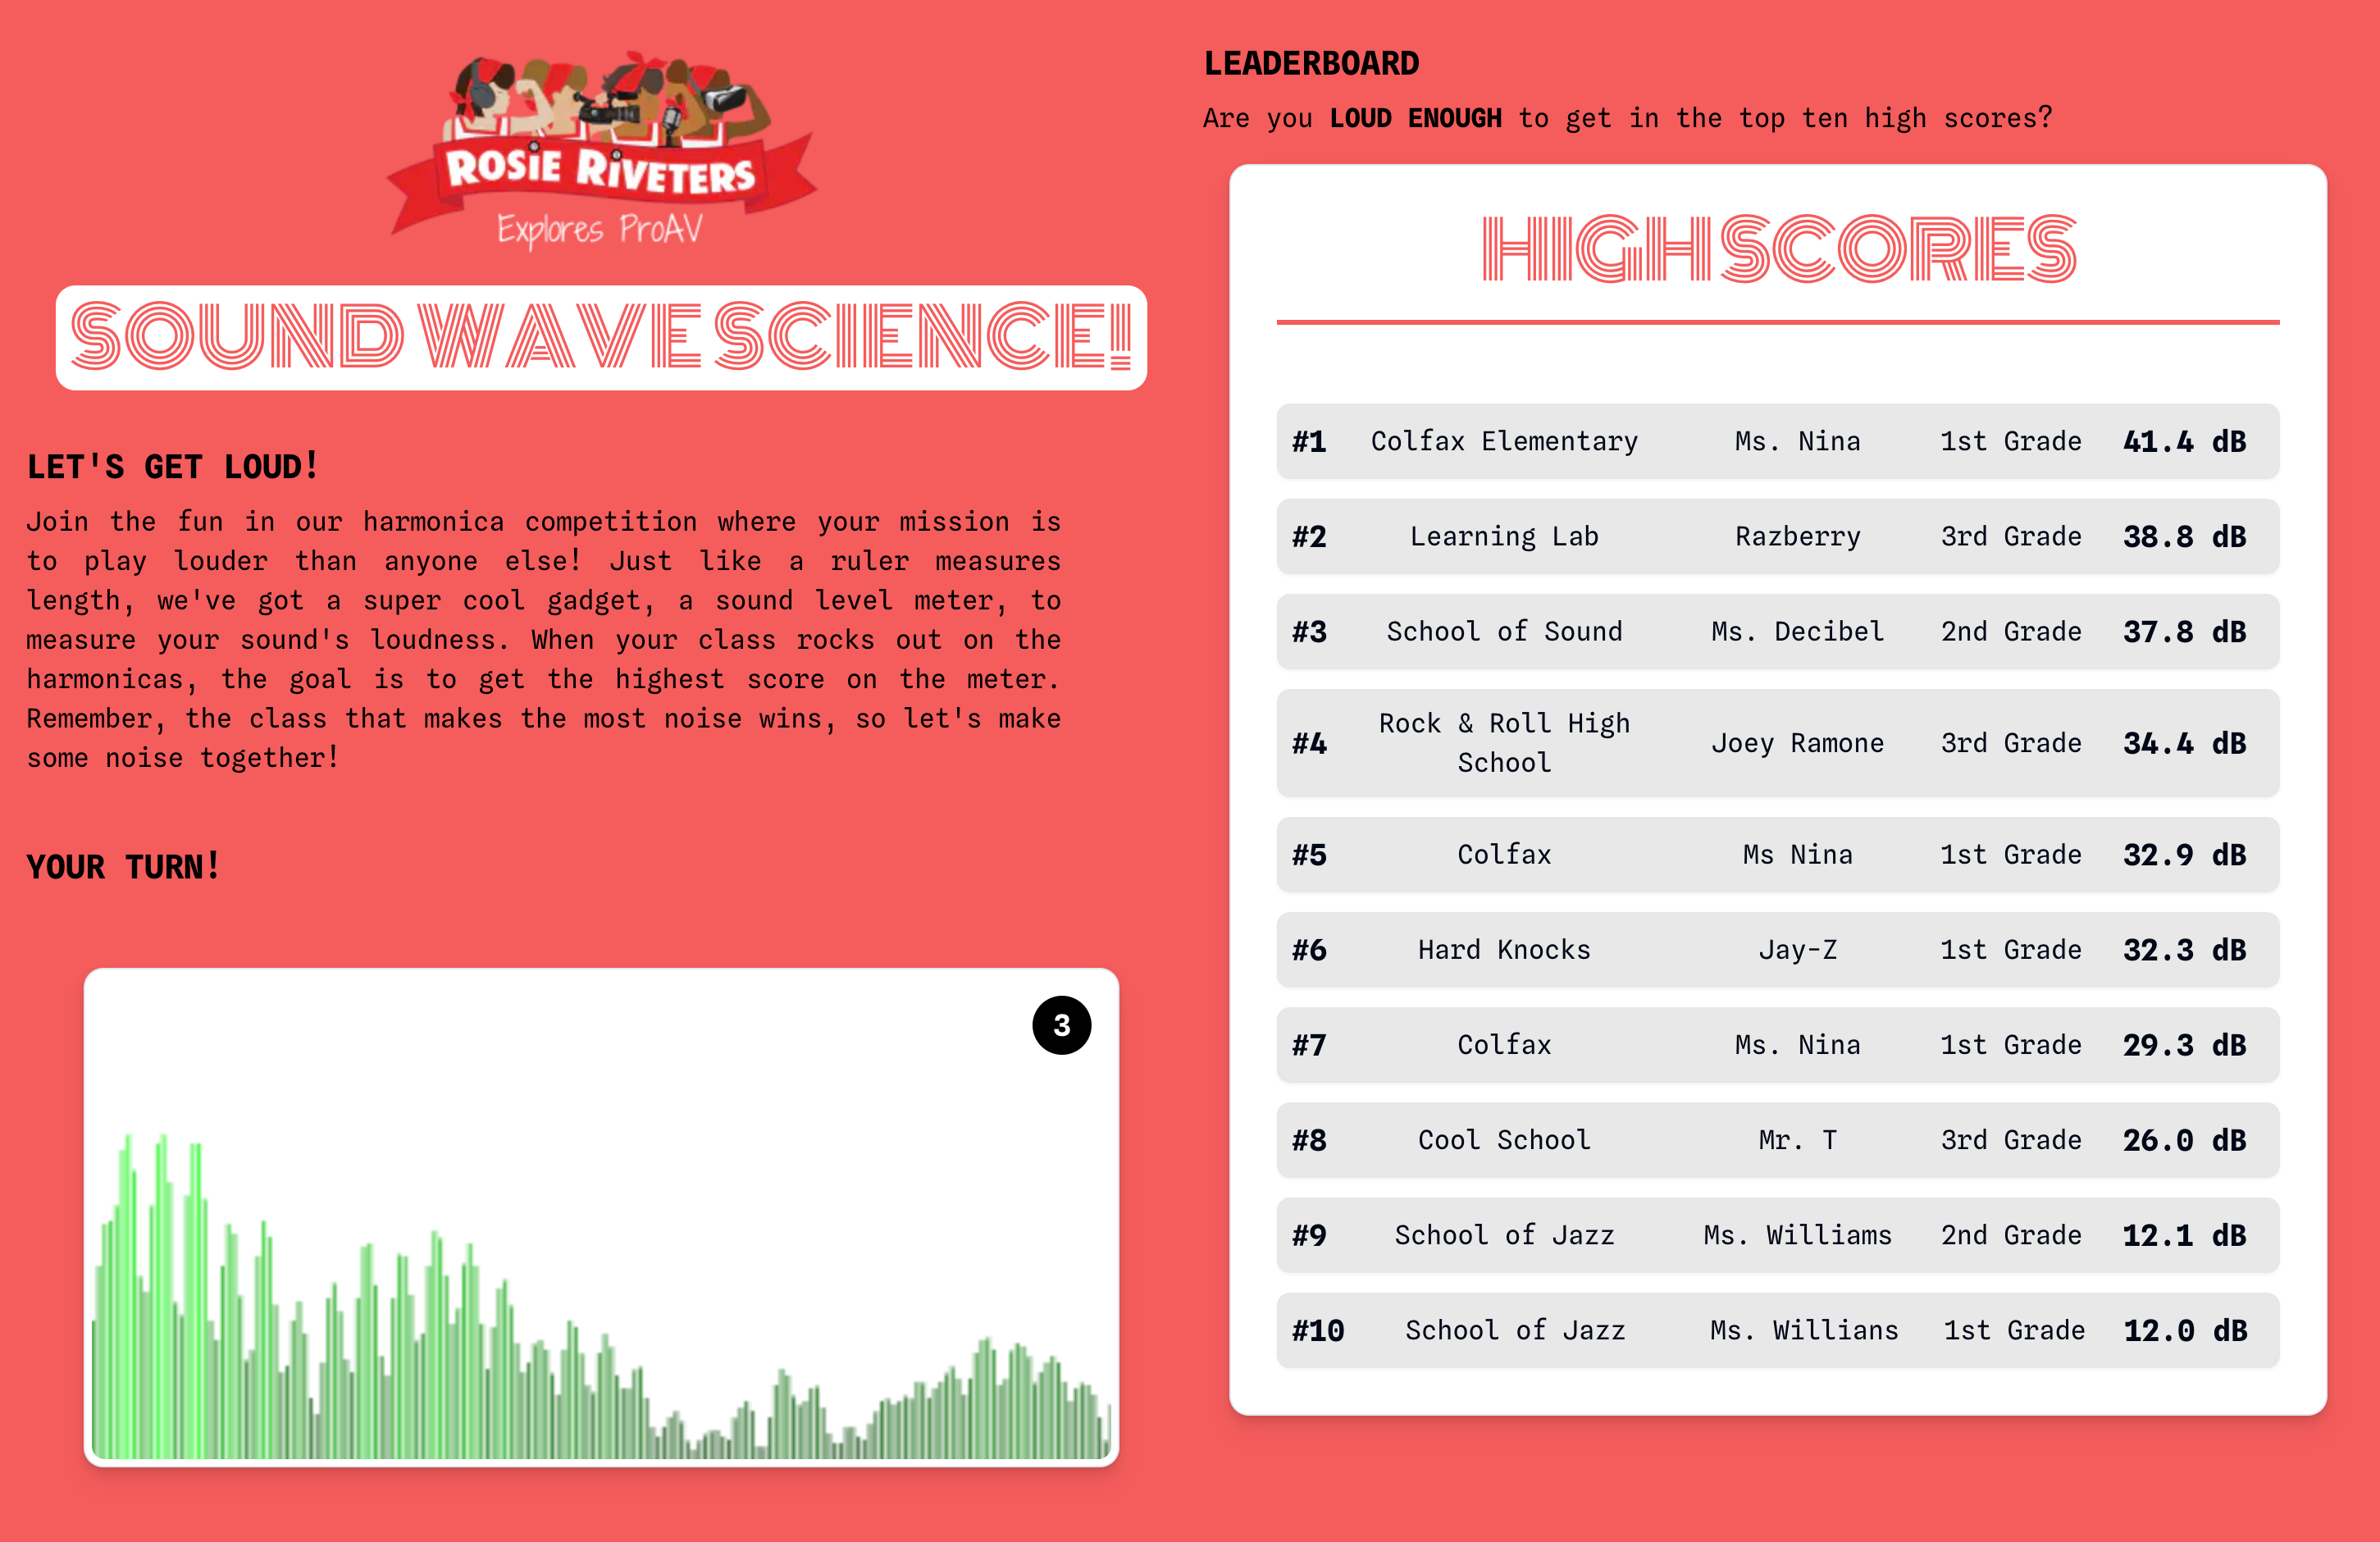 ROSIE RIVETERS
Explores ProAV
SOUND WAVE SCIENCE!
LET'S GET LOUD!
Join the fun in our harmonica competition where your mission is
to play louder than anyone else! Just like a ruler measures
length, we've got a super cool gadget, a sound level meter, to
measure your sound's loudness. When your class rocks out on the
harmonicas, the goal is to get the highest score on the meter.
Remember, the class that makes the most noise wins, so let's make
some noise together!
YOUR TURN!
3
LEADERBOARD
Are you LOUD ENOUGH to get in the top ten high scores?
HIGH SCORES
#1 Colfax Elementary Ms. Nina 1st Grade 41.4 dB
#2 Learning Lab Razberry 3rd Grade 38.8 dB
#3 School of Sound Ms. Decibel 2nd Grade 37.8 dB
#4 Rock & Roll High School Joey Ramone 3rd Grade 34.4 dB
#5 Colfax Ms Nina 1st Grade 32.9 dB
#6 Hard Knocks Jay-Z 1st Grade 32.3 dB
#7 Colfax Ms. Nina 1st Grade 29.3 dB
#8 Cool School Mr. T 3rd Grade 26.0 dB
#9 School of Jazz Ms. Williams 2nd Grade 12.1 dB
#10 School of Jazz Ms. Willians 1st Grade 12.0 dB